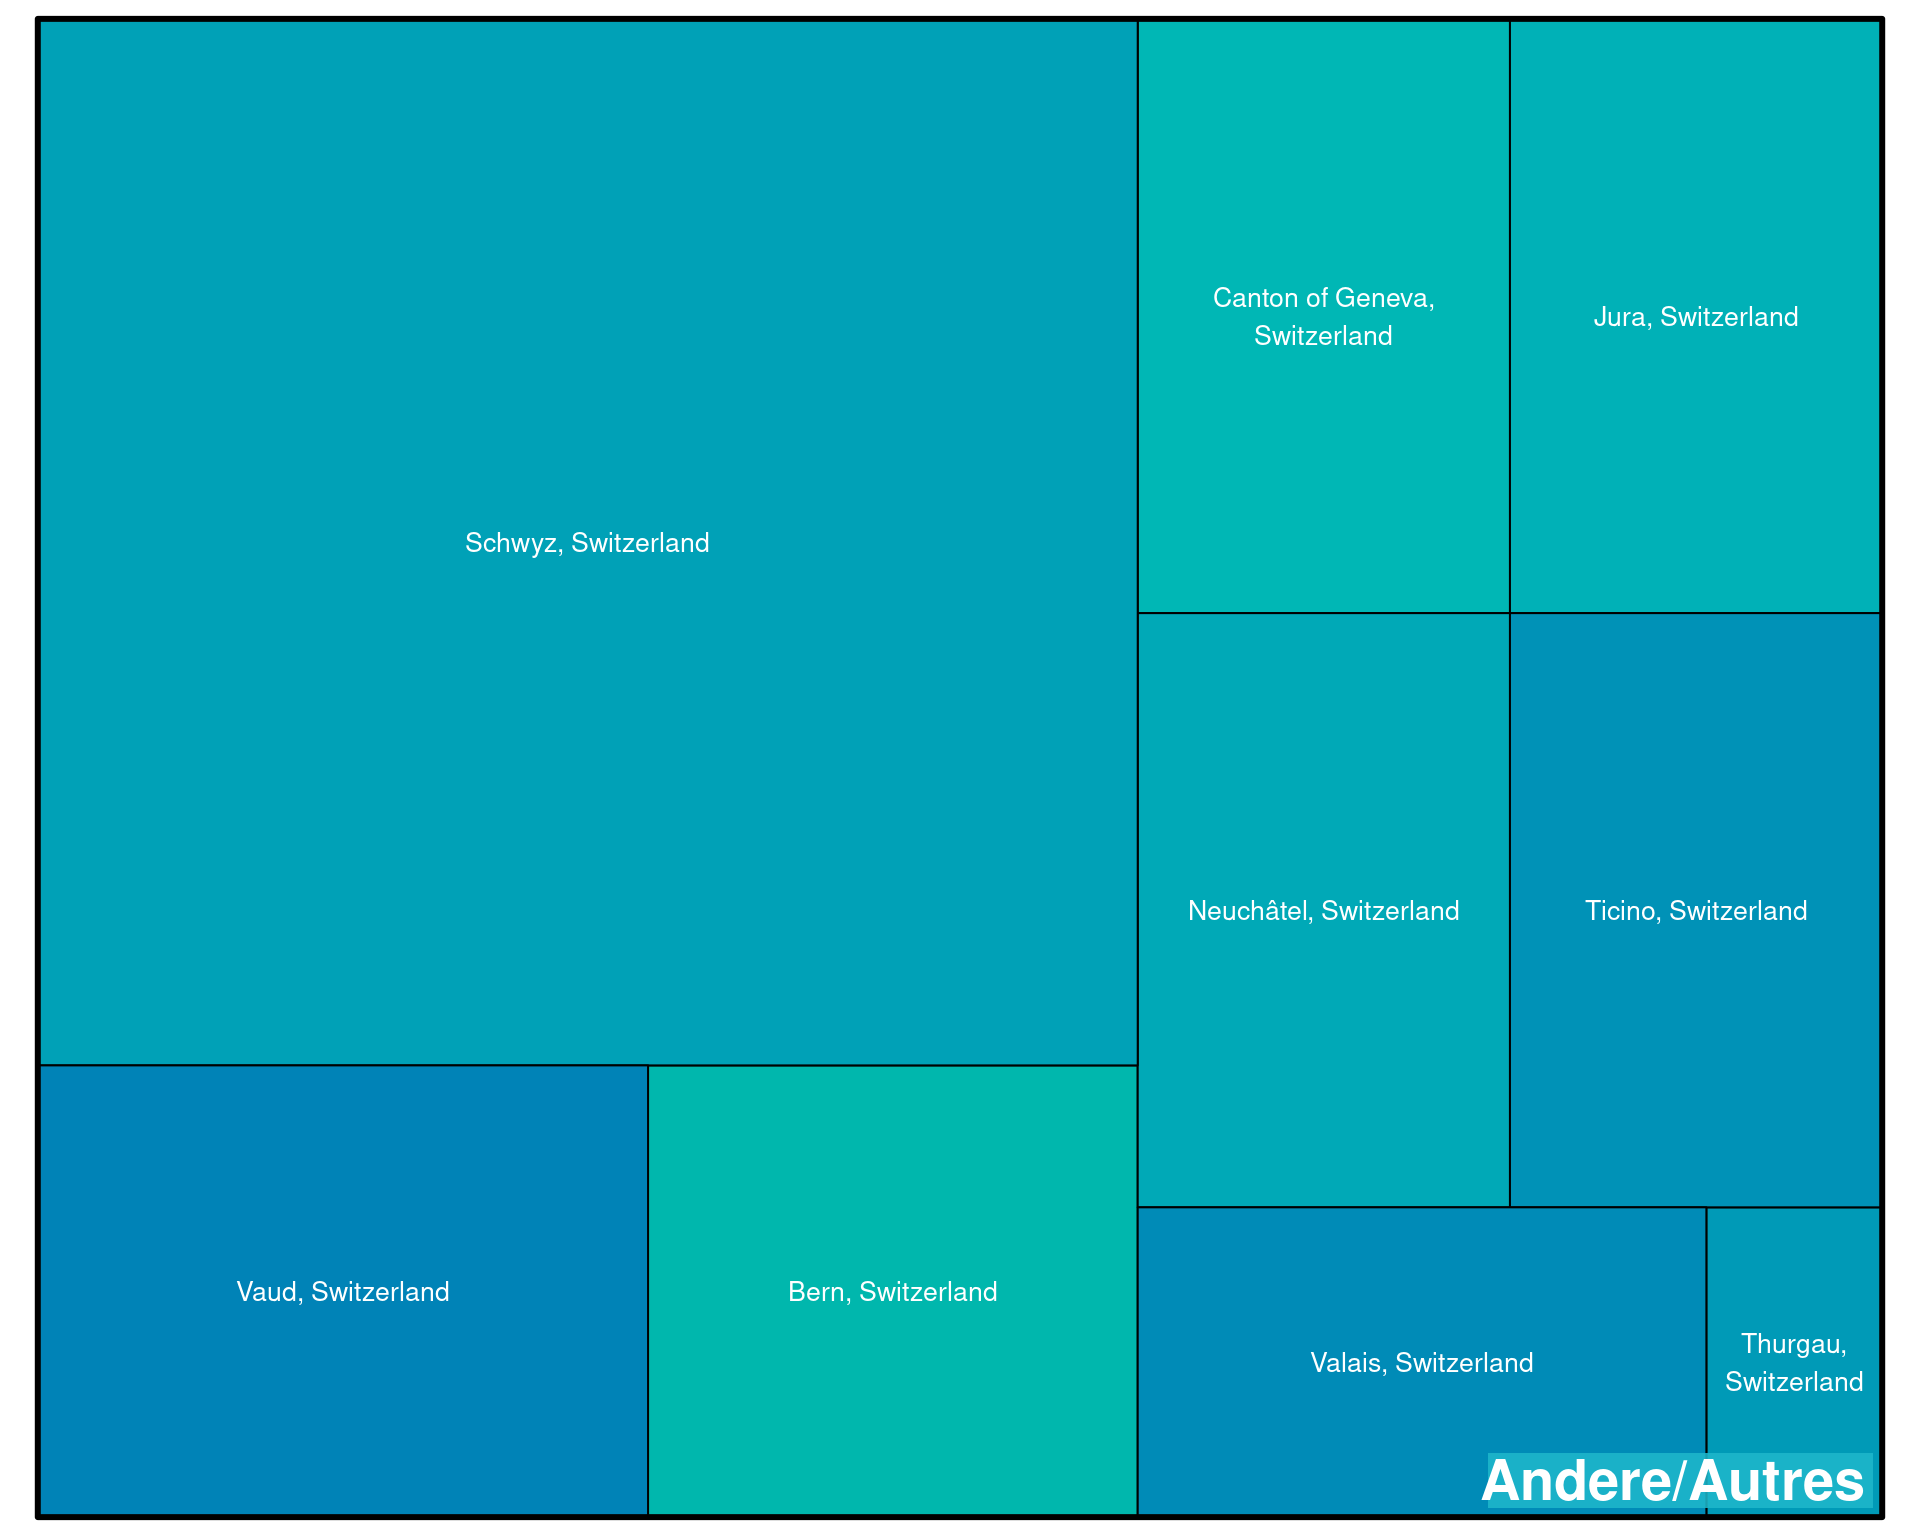 Schwyz, Switzerland
Canton of Geneva,
Switzerland
Jura, Switzerland
Neuchâtel, Switzerland
Ticino, Switzerland
Vaud, Switzerland
Bern, Switzerland
Valais, Switzerland
Thurgau,
Switzerland
Andere/Autres